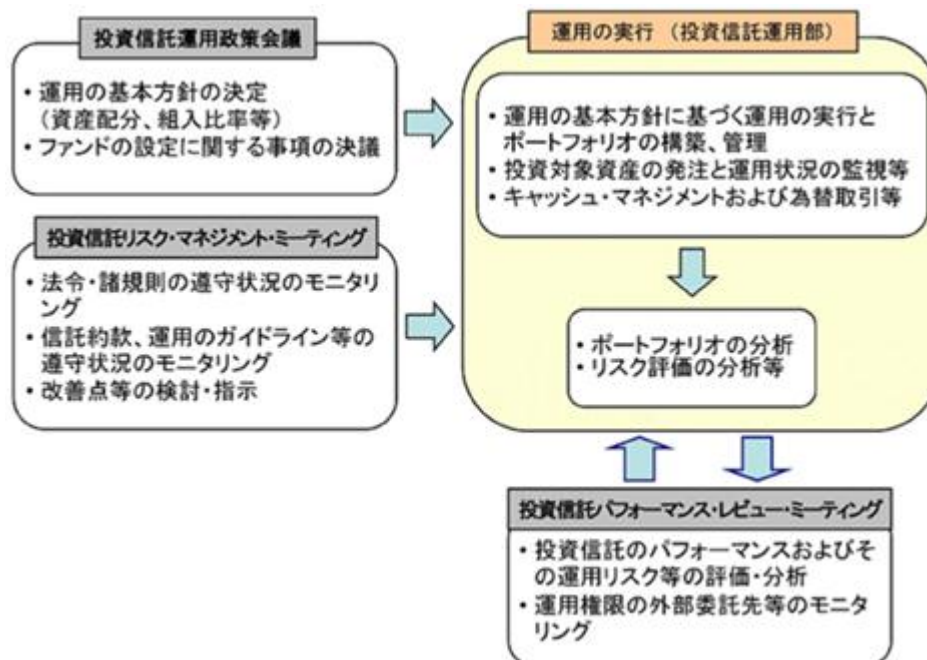 投資信託運用政策会議
・運用の基本方針の決定
（資産配分、組入比率等）
・ファンドの設定に関する事項の決議
投資信託リスク・マネジメント・ミーティング
・法令・諸規則の遵守状況のモニタリ
ング
・信託約款、運用のガイドライン等の
遵守状況のモニタリング
・改善点等の検討・指示
運用の実行　（投資信託運用部）
・運用の基本方針に基づく運用の実行と
ポートフォリオの構築、管理
・投資対象資産の発注と運用状況の監視等
・キャッシュ・マネジメントおよび為替取引等
・ポートフォリオの分析
・リスク評価の分析等
投資信託パフォーマンス・レビュー・ミーティング
・投資信託のパフォーマンスおよびそ
の運用リスク等の評価・分析
・運用権限の外部委託先等のモニタ
リング